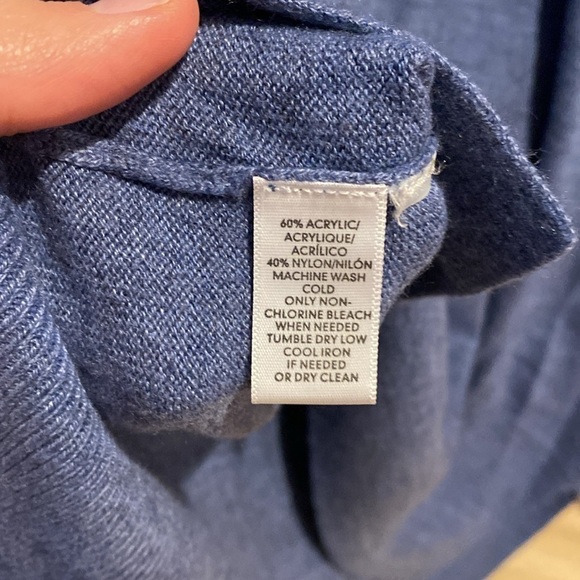 60% ACRYLIC/
ACRYLIQUE/
ACRÍLICO
40% NYLON/NILÓN
MACHINE WASH
COLD
ONLY NON-
CHLORINE BLEACH
WHEN NEEDED
TUMBLE DRY LOW
COOL IRON
IF NEEDED
OR DRY CLEAN